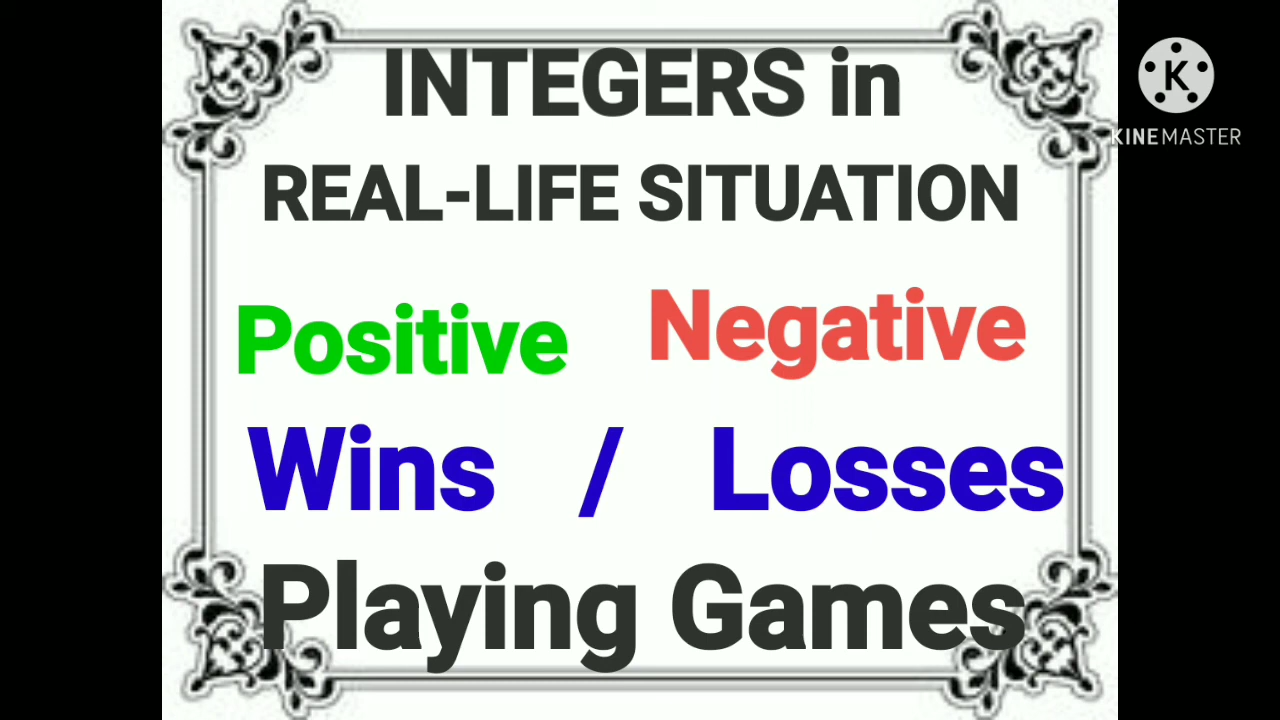 INTEGERS in
REAL-LIFE SITUATION
Positive Negative
Wins / Losses
Playing Games
K
KINEMASTER